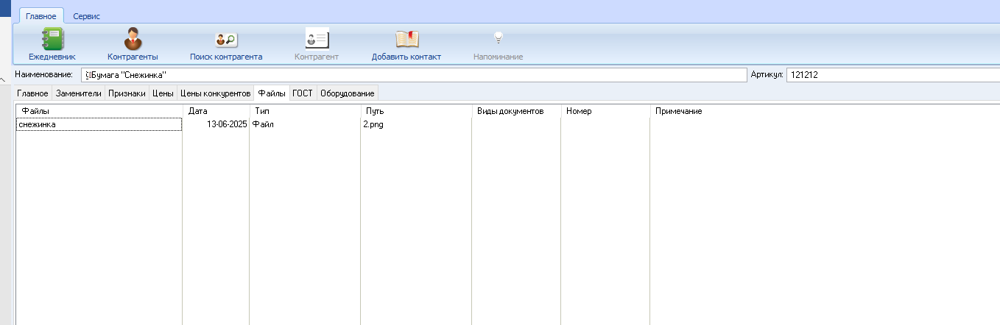 Главное Сервис
Ежедневник Контрагенты Поиск контрагента Контрагент Добавить контакт Напоминание
Наименование: Бумага "Снежинка" Артикул: 121212
Главное Заменители Признаки Цены Цены конкурентов Файлы ГОСТ Оборудование
Файлы Дата Тип Путь Виды документов Номер Примечание
снежинка 13-06-2025 Файл 2.png